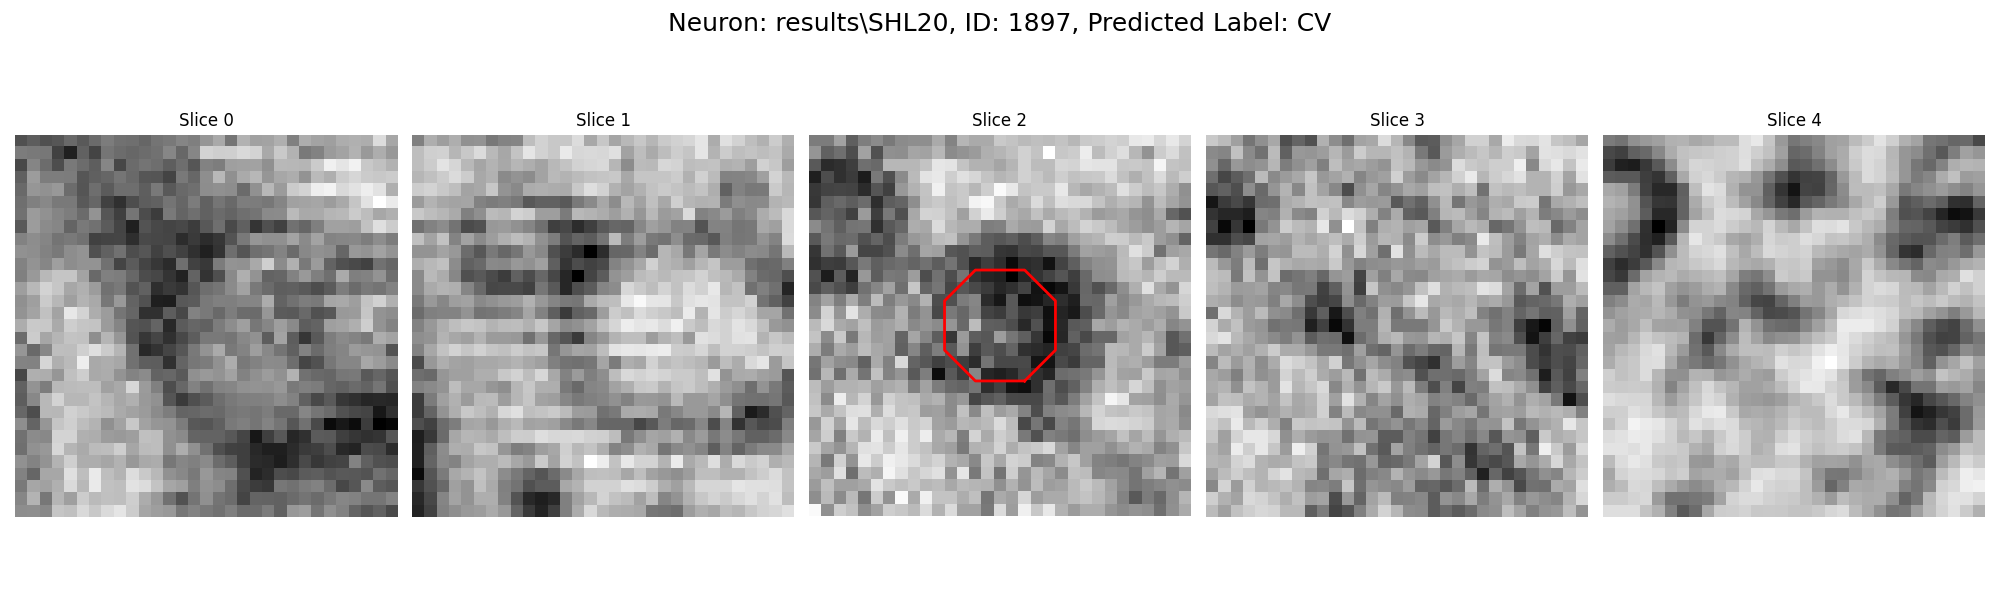 Neuron: results\SHL20, ID: 1897, Predicted Label: CV
Slice 0
Slice 1
Slice 2
Slice 3
Slice 4